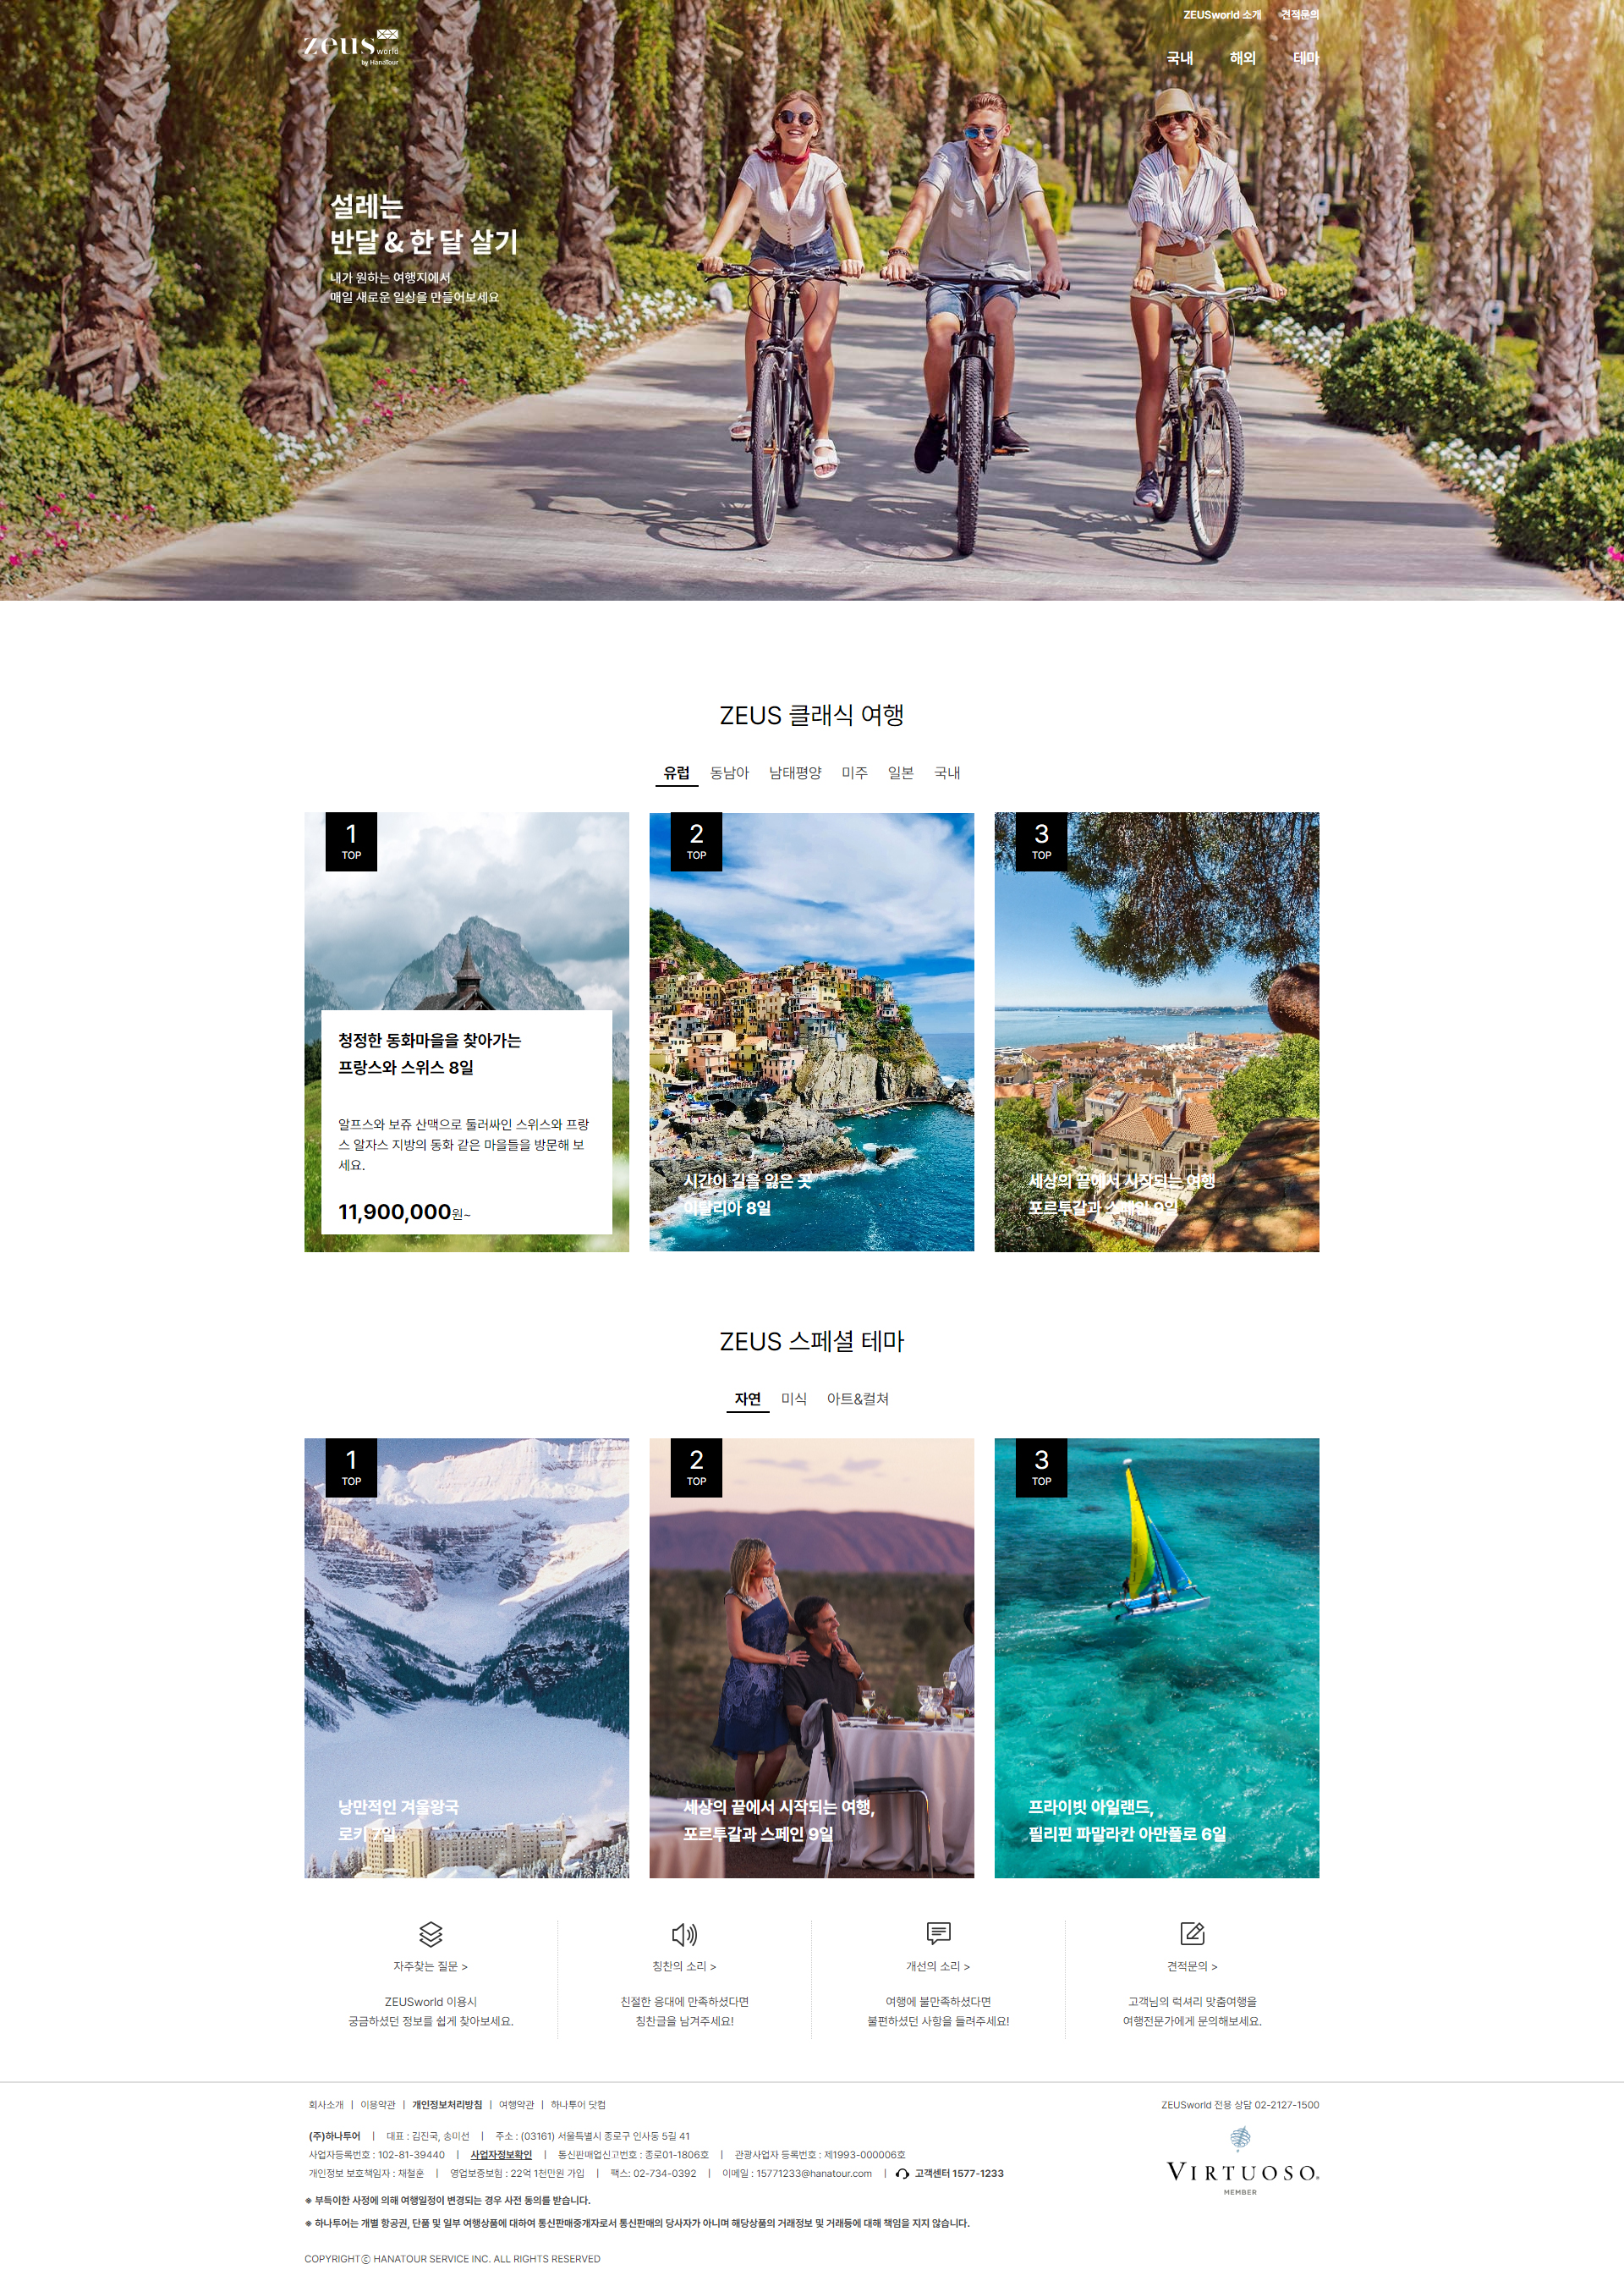 ZEUSworld 소개 견적문의
zeus world
by HanaTour
국내 해외 테마
설레는
반달 & 한 달 살기
내가 원하는 여행지에서
매일 새로운 일상을 만들어보세요
ZEUS 클래식 여행
유럽 동남아 남태평양 미주 일본 국내
1
TOP
청정한 동화마을을 찾아가는
프랑스와 스위스 8일
알프스와 보쥬 산맥으로 둘러싸인 스위스와 프랑
스 알자스 지방의 동화 같은 마을들을 방문해 보
세요.
11,900,000원~
2
TOP
시간이 길을 잃은 곳
이탈리아 8일
3
TOP
세상의 끝에서 시작되는 여행
포르투갈과 스페인 9일
ZEUS 스페셜 테마
자연 미식 아트&컬쳐
1
TOP
낭만적인 겨울왕국
로키 7일
2
TOP
세상의 끝에서 시작되는 여행,
포르투갈과 스페인 9일
3
TOP
프라이빗 아일랜드,
필리핀 파말라칸 아만풀로 6일
자주찾는 질문 >
ZEUSworld 이용시
궁금하셨던 정보를 쉽게 찾아보세요.
칭찬의 소리 >
친절한 응대에 만족하셨다면
칭찬글을 남겨주세요!
개선의 소리 >
여행에 불만족하셨다면
불편하셨던 사항을 들려주세요!
견적문의 >
고객님의 럭셔리 맞춤여행을
여행전문가에게 문의해보세요.
회사소개 | 이용약관 | 개인정보처리방침 | 여행약관 | 하나투어 닷컴
(주)하나투어 | 대표 : 김진국, 송미선 | 주소 : (03161) 서울특별시 종로구 인사동 5길 41
사업자등록번호 : 102-81-39440 | 사업자정보확인 | 통신판매업신고번호 : 종로01-1806호 | 관광사업자 등록번호 : 제1993-000006호
개인정보 보호책임자 : 채철훈 | 영업보증보험 : 22억 1천만원 가입 | 팩스: 02-734-0392 | 이메일 : 15771233@hanatour.com | 고객센터 1577-1233
※ 부득이한 사정에 의해 여행일정이 변경되는 경우 사전 동의를 받습니다.
※ 하나투어는 개별 항공권, 단품 및 일부 여행상품에 대하여 통신판매중개자로서 통신판매의 당사자가 아니며 해당상품의 거래정보 및 거래등에 대해 책임을 지지 않습니다.
COPYRIGHTⓒ HANATOUR SERVICE INC. ALL RIGHTS RESERVED
ZEUSworld 전용 상담 02-2127-1500
VIRTUOSO®
MEMBER